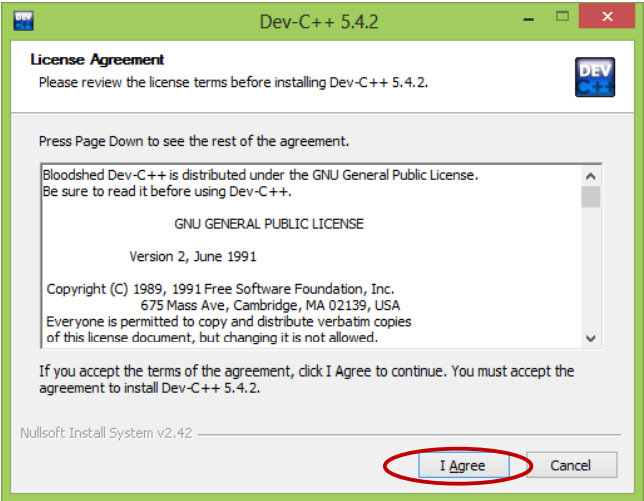 Dev-C++ 5.4.2
License Agreement
Please review the license terms before installing Dev-C++ 5.4.2.
DEV
C++
Press Page Down to see the rest of the agreement.
Bloodshed Dev-C++ is distributed under the GNU General Public License.
Be sure to read it before using Dev-C++.
GNU GENERAL PUBLIC LICENSE
Version 2, June 1991
Copyright (C) 1989, 1991 Free Software Foundation, Inc.
675 Mass Ave, Cambridge, MA 02139, USA
Everyone is permitted to copy and distribute verbatim copies
of this license document, but changing it is not allowed.
If you accept the terms of the agreement, click I Agree to continue. You must accept the
agreement to install Dev-C++ 5.4.2.
Nullsoft Install System v2.42
I Agree
Cancel